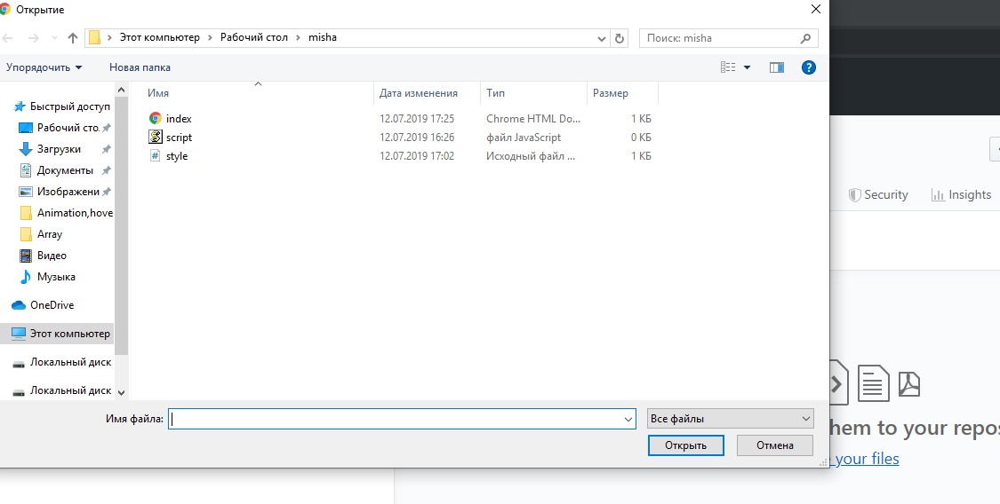 Открытие
Этот компьютер
Рабочий стол
misha
Поиск: misha
Упорядочить
Новая папка
Имя
Дата изменения
Тип
Размер
Быстрый доступ
Рабочий сто.
Загрузки
Документы
Изображени
Animation,hove
Array
Видео
Музыка
OneDrive
Этот компьютер
Локальный диск
Локальный диск
index 12.07.2019 17:25 Chrome HTML Do... 1 КБ
script 12.07.2019 16:26 файл JavaScript 0 КБ
style 12.07.2019 17:02 Исходный файл ... 1 КБ
Имя файла:
Все файлы
Открыть
Отмена
Security
Insights
hem to your repos
your files